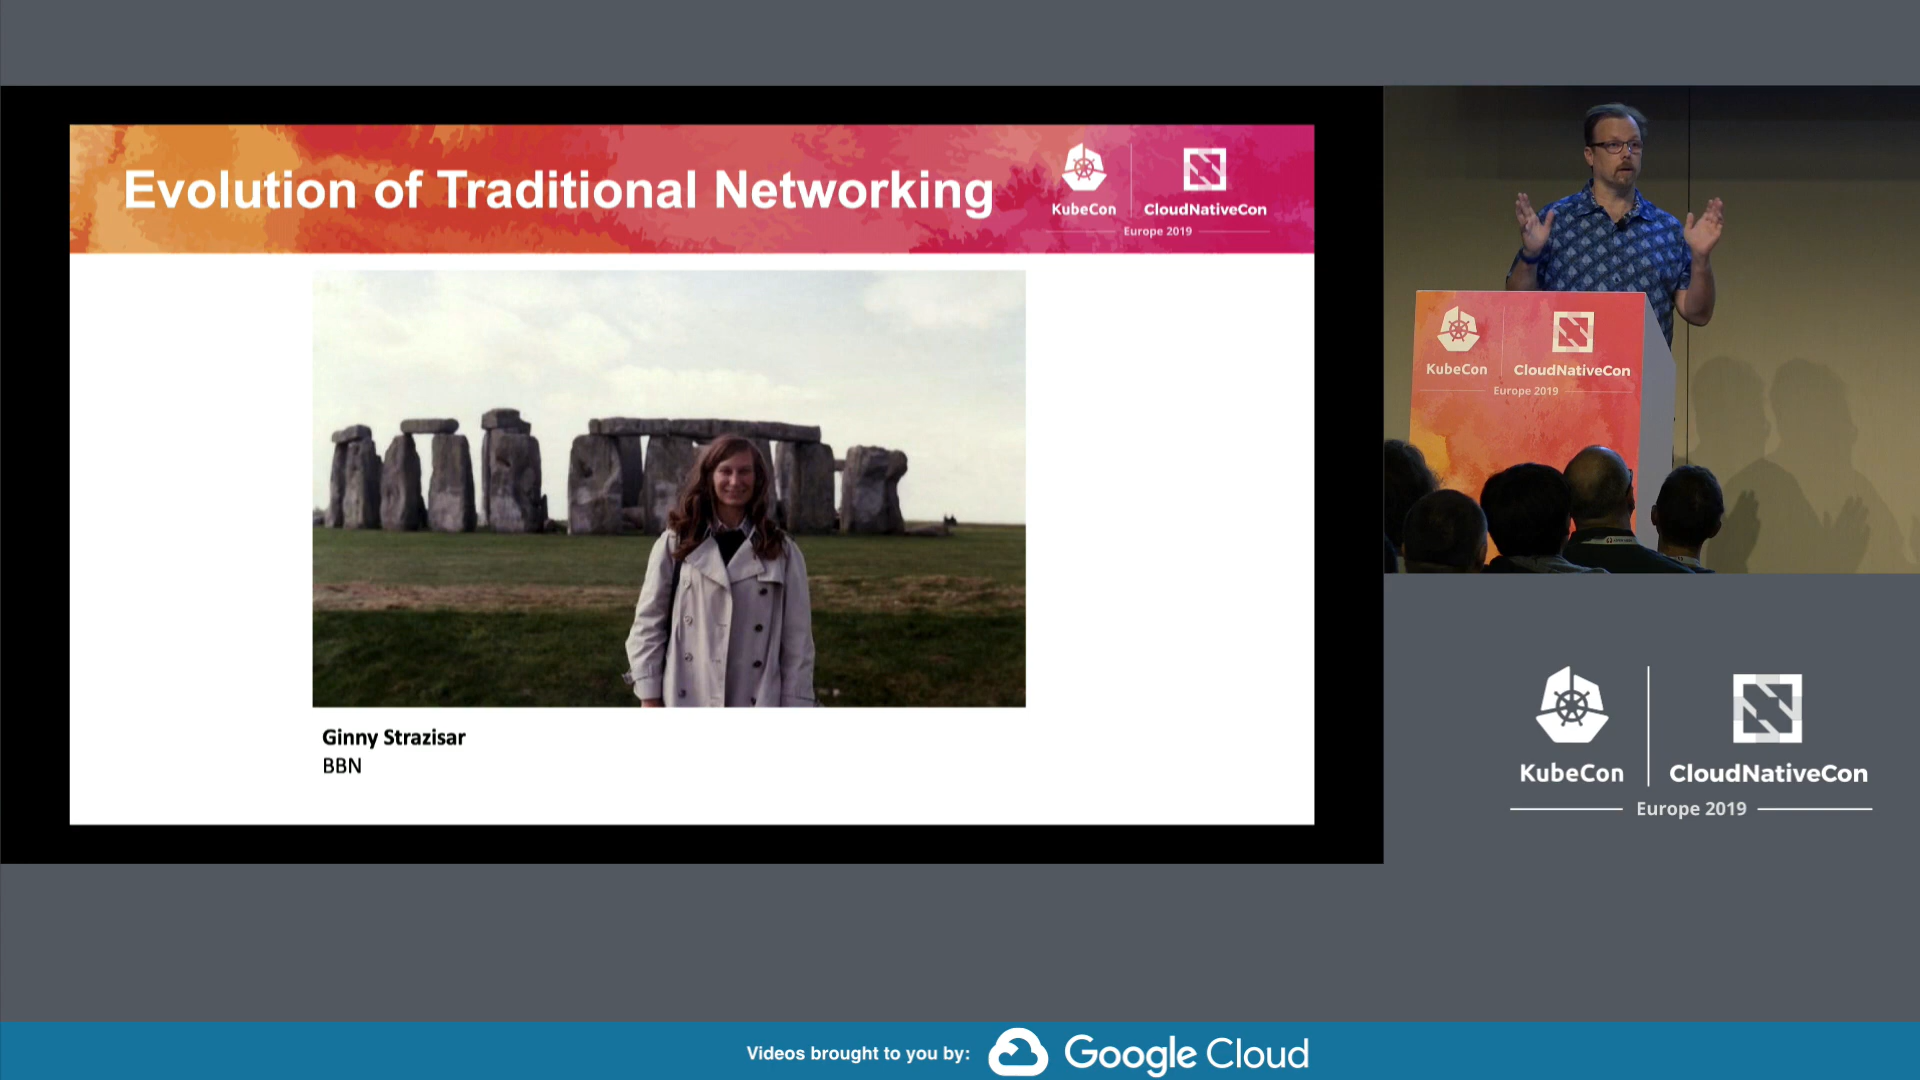 Evolution of Traditional Networking
KubeCon
CloudNativeCon
Europe 2019
Ginny Strazisar
BBN
KubeCon
CloudNativeCon
Europe 2019
KubeCon
CloudNativeCon
Europe 2019
Videos brought to you by:
Google Cloud